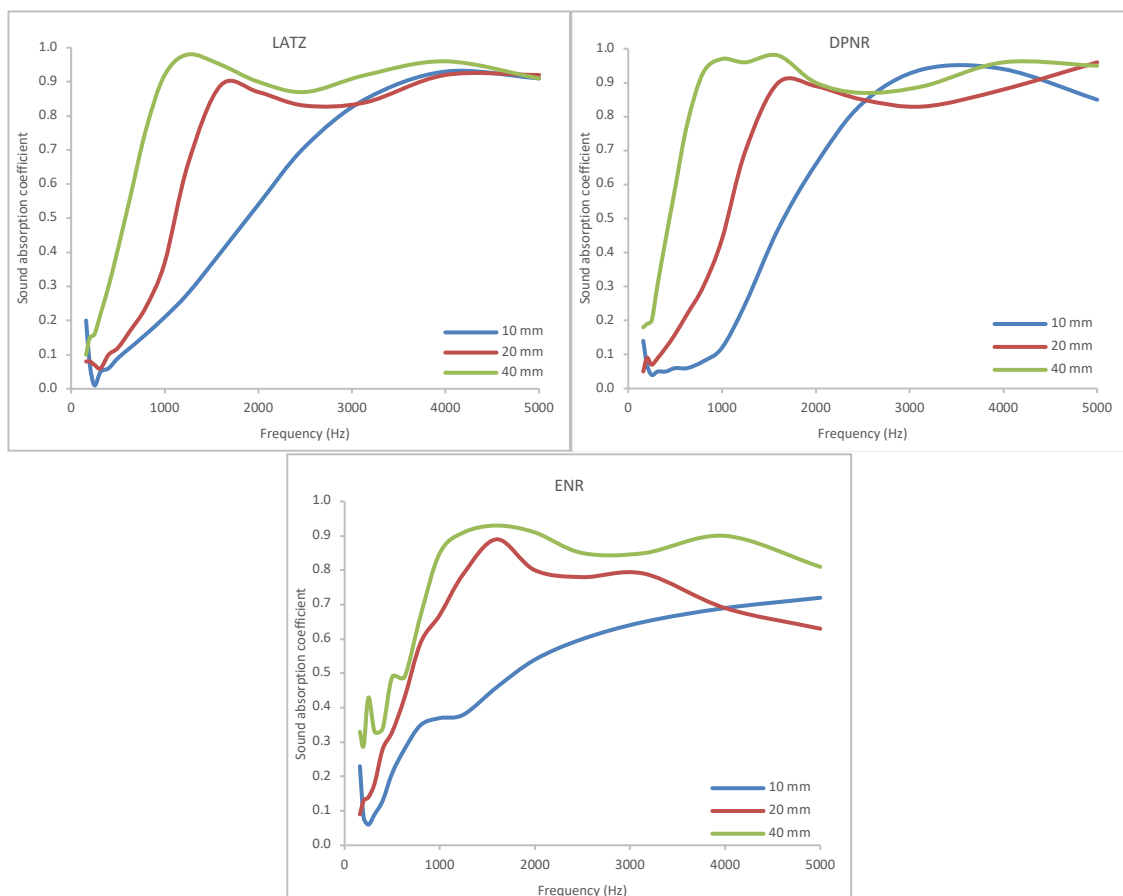 LATZ
1.0
0.9
0.8
0.7
0.6
0.5
0.4
0.3
0.2
0.1
0.0
Sound absorption coefficient
10 mm
20 mm
40 mm
0 1000 2000 3000 4000 5000
Frequency (Hz)
DPNR
1.0
0.9
0.8
0.7
0.6
0.5
0.4
0.3
0.2
0.1
0.0
Sound absorption coefficient
10 mm
20 mm
40 mm
0 1000 2000 3000 4000 5000
Frequency (Hz)
ENR
1.0
0.9
0.8
0.7
0.6
0.5
0.4
0.3
0.2
0.1
0.0
Sound absorption coefficient
10 mm
20 mm
40 mm
0 1000 2000 3000 4000 5000
Frequency (Hz)